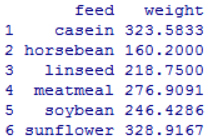 feed weight
1 casein 323.5833
2 horsebean 160.2000
3 linseed 218.7500
4 meatmeal 276.9091
5 soybean 246.4286
6 sunflower 328.9167